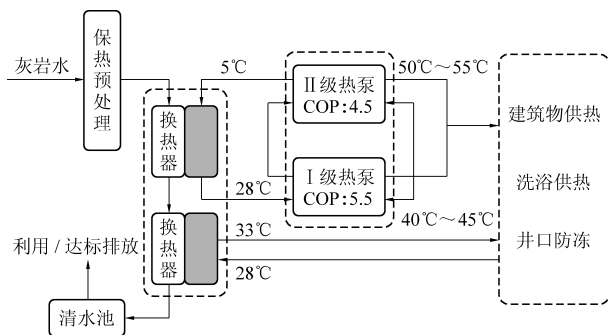 灰岩水
保热预处理
5℃
Ⅱ级热泵
COP:4.5
50℃～55℃
换热器
建筑物供热
28℃
Ⅰ级热泵
COP:5.5
洗浴供热
40℃～45℃
换热器
33℃
井口防冻
利用/达标排放
28℃
清水池